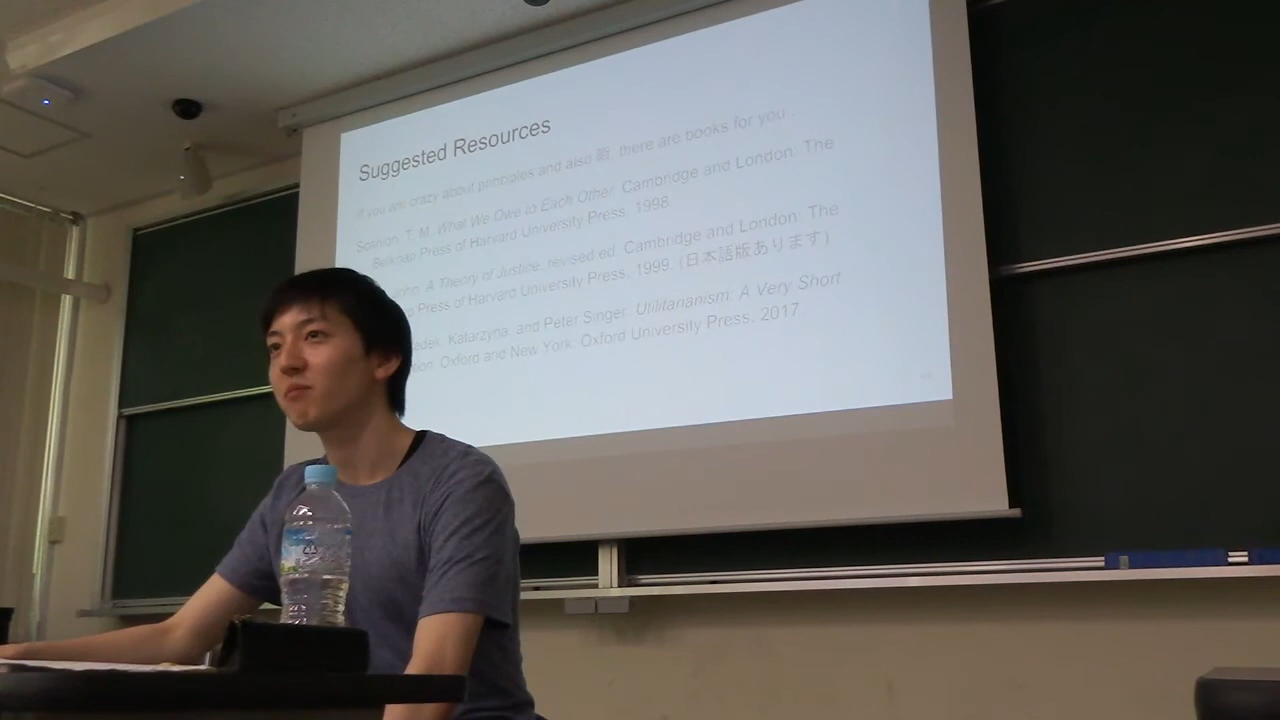 Suggested Resources
If you are crazy about principles and also 語, there are books for you .
Scanlon, T. M. What We Owe to Each Other. Cambridge and London: The
Belknap Press of Harvard University Press, 1998.
John. A Theory of Justice, revised ed. Cambridge and London: The
Press of Harvard University Press, 1999. (日本語版あります)
Katarzyna, and Peter Singer. Utilitarianism: A Very Short
Oxford and New York: Oxford University Press, 2017.